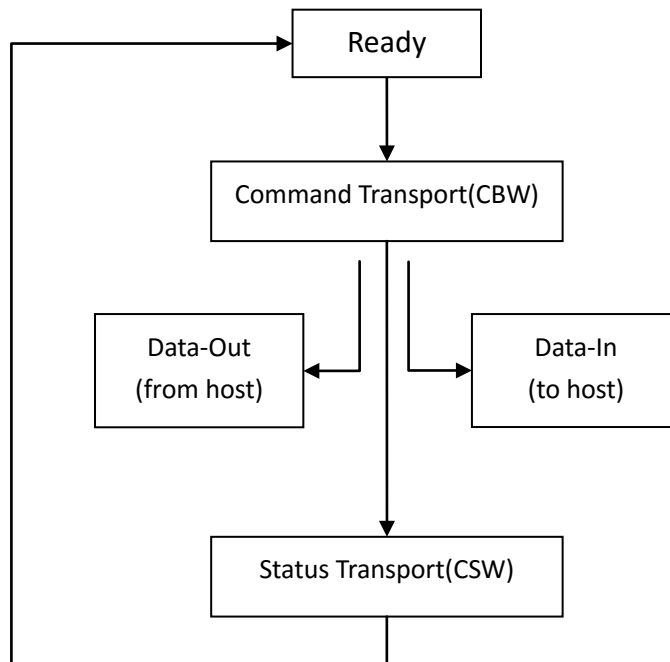 Ready
Command Transport(CBW)
Data-Out
(from host)
Data-In
(to host)
Status Transport(CSW)